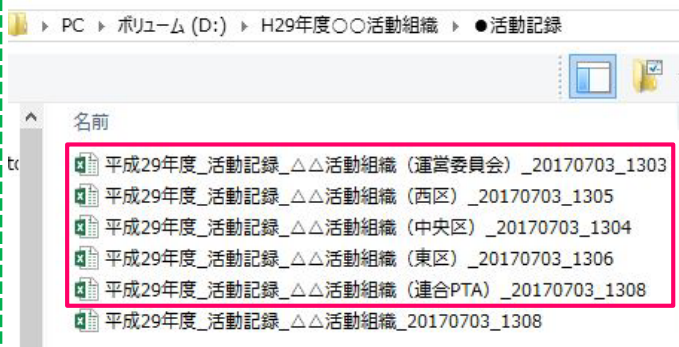 PC ▸ ボリューム (D:) ▸ H29年度○○活動組織 ▸ ●活動記録
名前
平成29年度_活動記録_△△活動組織（運営委員会）_20170703_1303
平成29年度_活動記録_△△活動組織（西区）_20170703_1305
平成29年度_活動記録_△△活動組織（中央区）_20170703_1304
平成29年度_活動記録_△△活動組織（東区）_20170703_1306
平成29年度_活動記録_△△活動組織（連合PTA）_20170703_1308
平成29年度_活動記録_△△活動組織_20170703_1308